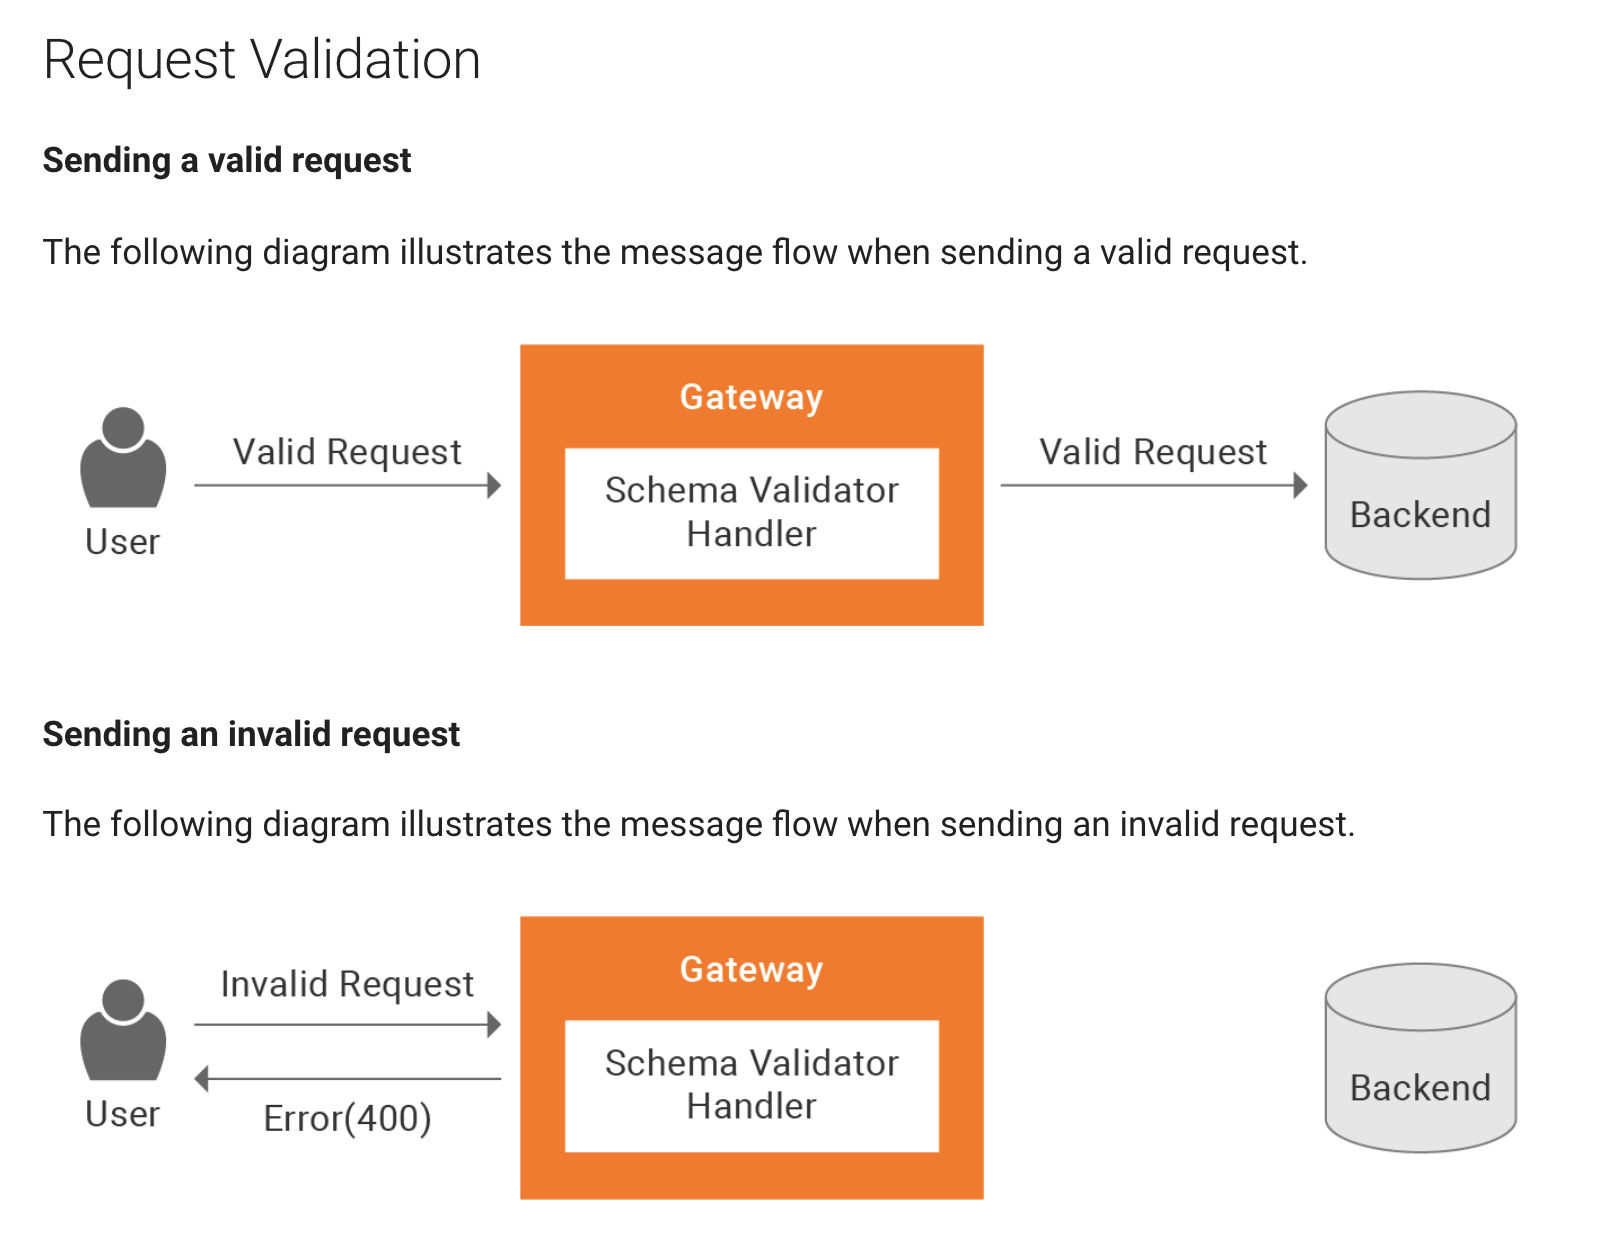 Request Validation
Sending a valid request
The following diagram illustrates the message flow when sending a valid request.
Gateway
Valid Request
Schema Validator
Handler
Valid Request
User
Backend
Sending an invalid request
The following diagram illustrates the message flow when sending an invalid request.
Gateway
Invalid Request
Schema Validator
Handler
Error(400)
User
Backend